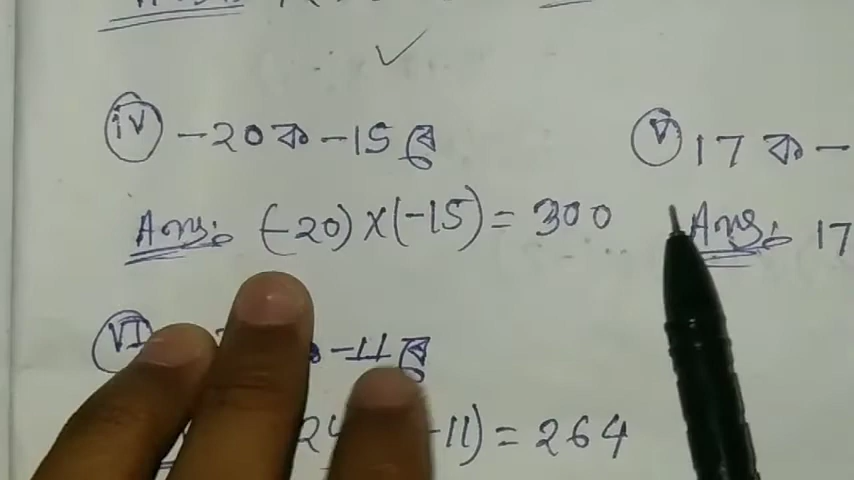 (iv) -20 ক -15 ৰে
Ans: (-20) × (-15) = 300
(v) 17 ক -
Ans: 17
(vi) -11 ৰে
-11) = 264